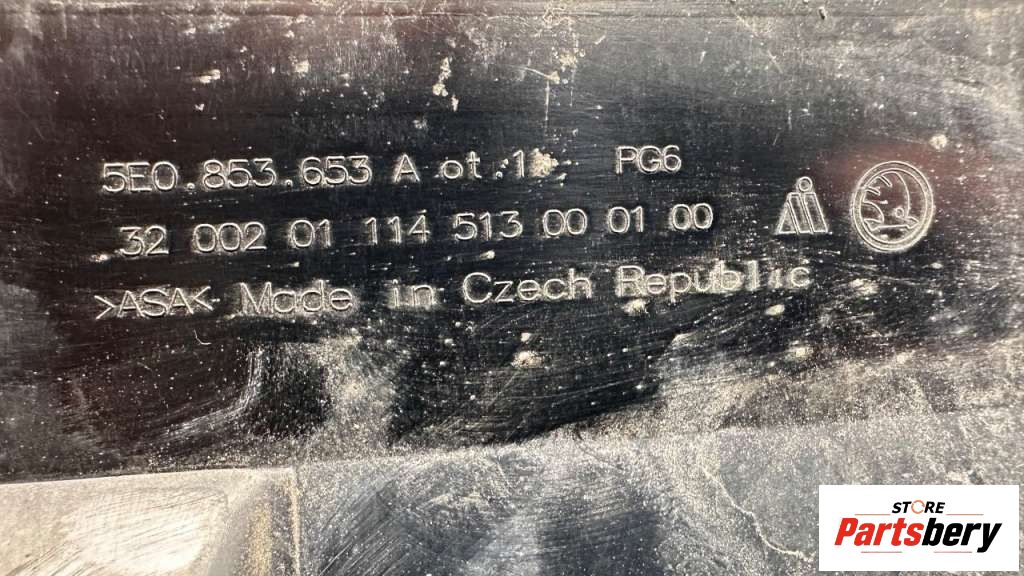 5E0.853.653 A ot.: PG6
32 002 01 114 513 00 01 00
>ASA< Made in Czech Republic
STORE
Partsbery